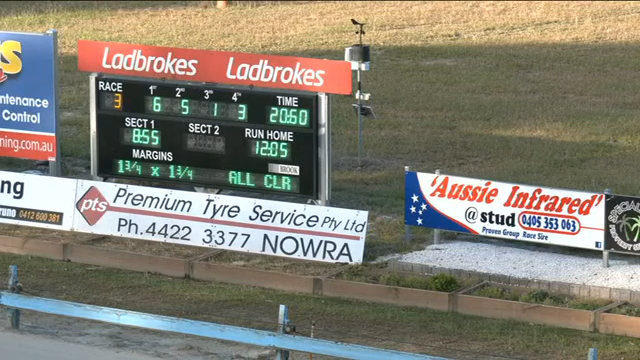 Ladbrokes Ladbrokes
RACE 1ST 2ND 3RD 4TH TIME
3 6 5 1 3 20:60
SECT 1 SECT 2 RUN HOME
8:55 12:05
MARGINS BROOK
1 3/4 x 1 3/4 ALL CLR
ntenance
Control
ning.com.au
ng
uno 0412 600 381
pts Premium Tyre Service Pty Ltd
Ph.4422 3377 NOWRA
'Aussie Infrared'
@stud 0405 353 063
Proven Group Race Sire